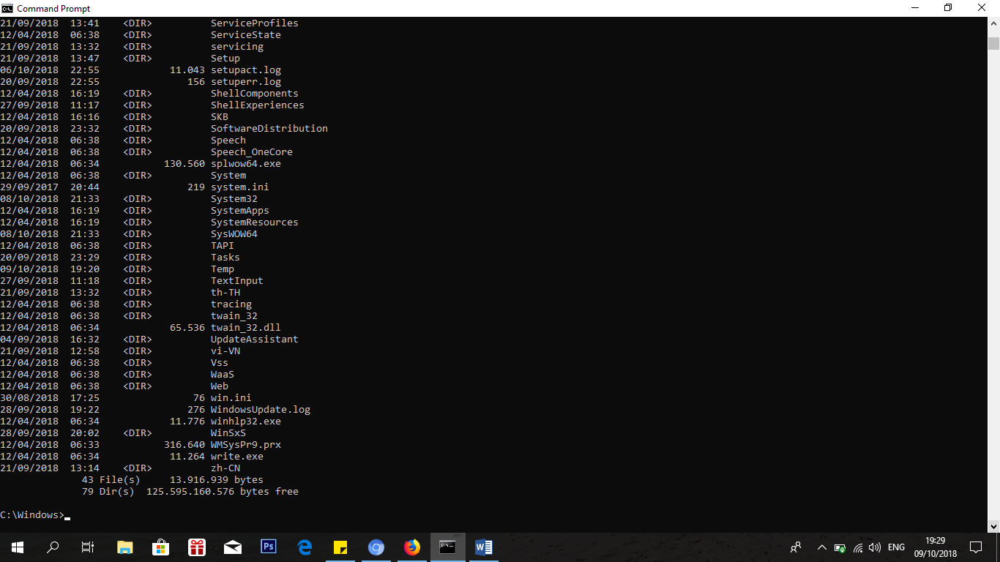 Command Prompt
21/09/2018  13:41    <DIR>          ServiceProfiles
12/04/2018  06:38    <DIR>          ServiceState
21/09/2018  13:32    <DIR>          servicing
21/09/2018  13:47    <DIR>          Setup
06/10/2018  22:55            11.043 setupact.log
20/09/2018  22:55               156 setuperr.log
12/04/2018  16:19    <DIR>          ShellComponents
27/09/2018  11:17    <DIR>          ShellExperiences
12/04/2018  16:16    <DIR>          SKB
20/09/2018  23:32    <DIR>          SoftwareDistribution
12/04/2018  06:38    <DIR>          Speech
12/04/2018  06:38    <DIR>          Speech_OneCore
12/04/2018  06:34           130.560 splwow64.exe
12/04/2018  06:38    <DIR>          System
29/09/2017  20:44               219 system.ini
08/10/2018  21:33    <DIR>          System32
12/04/2018  16:19    <DIR>          SystemApps
12/04/2018  16:19    <DIR>          SystemResources
08/10/2018  21:33    <DIR>          SysWOW64
12/04/2018  06:38    <DIR>          TAPI
20/09/2018  23:29    <DIR>          Tasks
09/10/2018  19:20    <DIR>          Temp
27/09/2018  11:18    <DIR>          TextInput
21/09/2018  13:32    <DIR>          th-TH
12/04/2018  06:38    <DIR>          tracing
12/04/2018  06:38    <DIR>          twain_32
12/04/2018  06:34            65.536 twain_32.dll
04/09/2018  16:32    <DIR>          UpdateAssistant
21/09/2018  12:58    <DIR>          vi-VN
12/04/2018  06:38    <DIR>          Vss
12/04/2018  06:38    <DIR>          WaaS
12/04/2018  06:38    <DIR>          Web
30/08/2018  17:25                76 win.ini
28/09/2018  19:22               276 WindowsUpdate.log
12/04/2018  06:34            11.776 winhlp32.exe
28/09/2018  20:02    <DIR>          WinSxS
12/04/2018  06:33           316.640 WMSysPr9.prx
12/04/2018  06:34            11.264 write.exe
21/09/2018  13:14    <DIR>          zh-CN
43 File(s)     13.916.939 bytes
79 Dir(s)  125.595.160.576 bytes free
C:\Windows>
Ps
ENG
19:29
09/10/2018